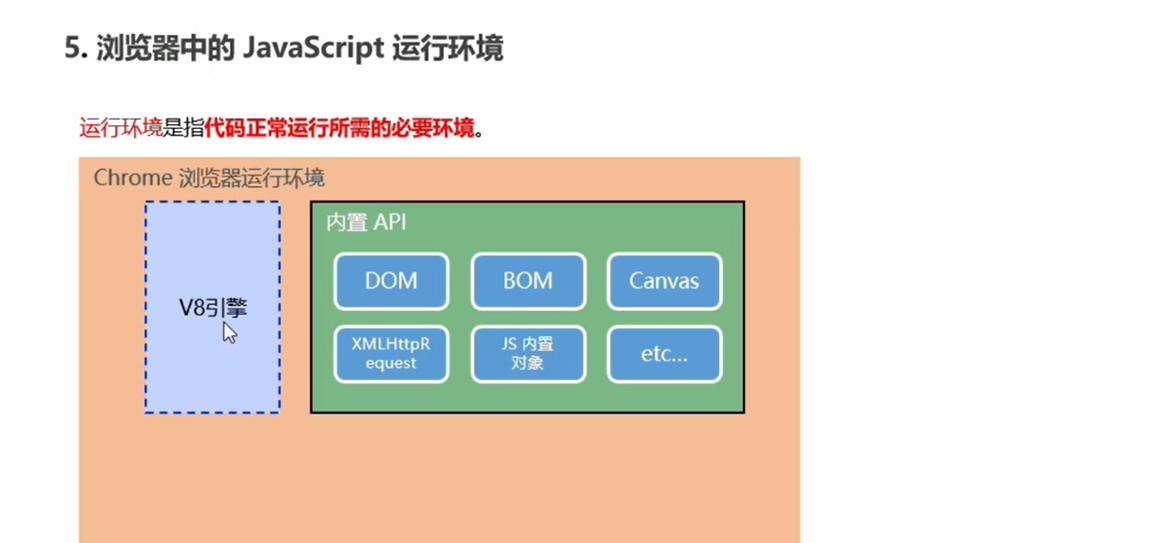 5. 浏览器中的 JavaScript 运行环境
运行环境是指代码正常运行所需的必要环境。
Chrome 浏览器运行环境
V8引擎
内置 API
DOM
BOM
Canvas
XMLHttpR
equest
JS 内置
对象
etc...